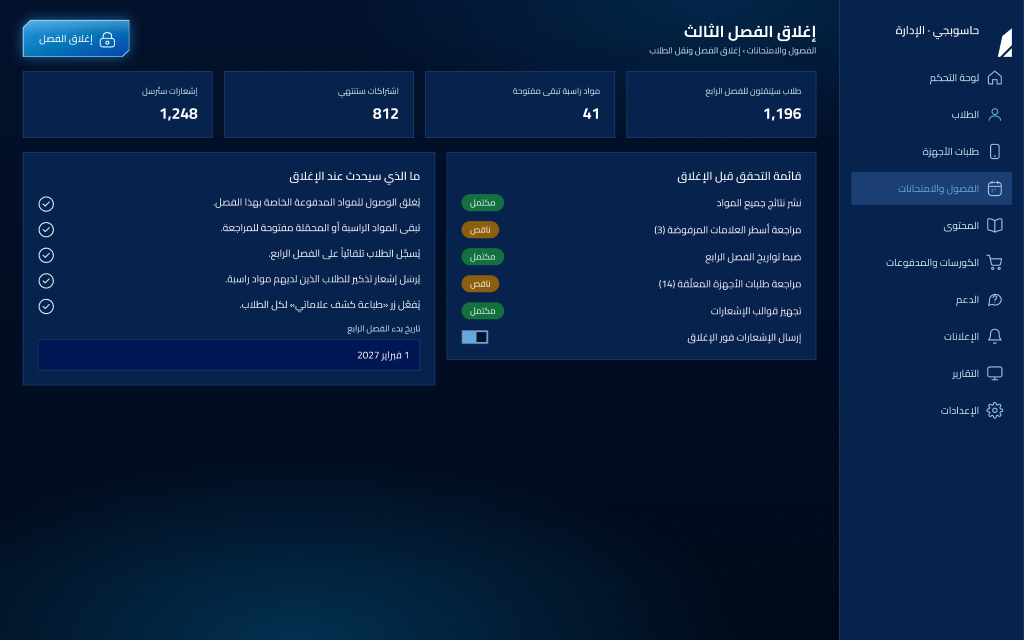 حاسوبجي · الإدارة
لوحة التحكم
الطلاب
طلبات الأجهزة
الفصول والامتحانات
المحتوى
الكورسات والمدفوعات
الدعم
الإعلانات
التقارير
الإعدادات
إغلاق الفصل الثالث
الفصول والامتحانات › إغلاق الفصل ونقل الطلاب
إغلاق الفصل
طلاب سيُنقلون للفصل الرابع
1,196
مواد راسبة تبقى مفتوحة
41
اشتراكات ستنتهي
812
إشعارات ستُرسل
1,248
قائمة التحقق قبل الإغلاق
نشر نتائج جميع المواد مكتمل
مراجعة أسطر العلامات المرفوضة (3) ناقص
ضبط تواريخ الفصل الرابع مكتمل
مراجعة طلبات الأجهزة المعلّقة (14) ناقص
تجهيز قوالب الإشعارات مكتمل
إرسال الإشعارات فور الإغلاق
ما الذي سيحدث عند الإغلاق
يُغلق الوصول للمواد المدفوعة الخاصة بهذا الفصل.
تبقى المواد الراسبة أو المحمّلة مفتوحة للمراجعة.
يُسجَّل الطلاب تلقائياً على الفصل الرابع.
يُرسَل إشعار تذكير للطلاب الذين لديهم مواد راسبة.
يُفعَّل زر «طباعة كشف علاماتي» لكل الطلاب.
تاريخ بدء الفصل الرابع
1 فبراير 2027